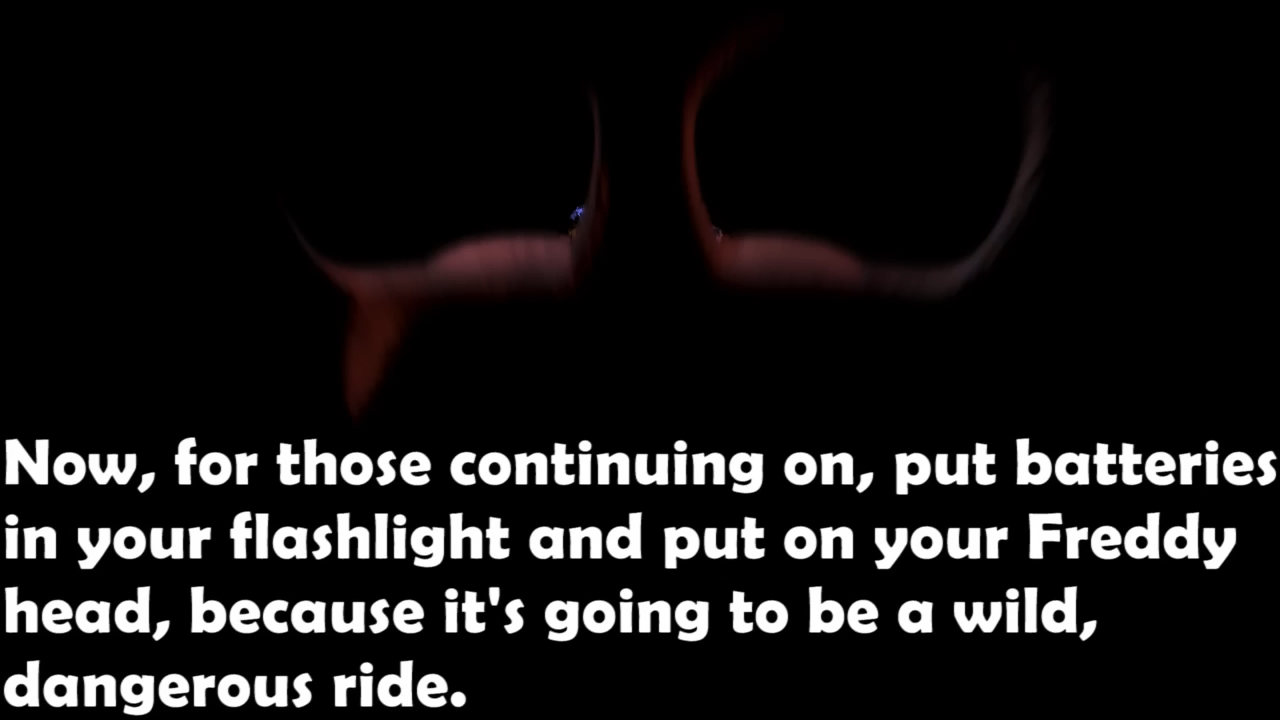 Now, for those continuing on, put batteries
in your flashlight and put on your Freddy
head, because it's going to be a wild,
dangerous ride.